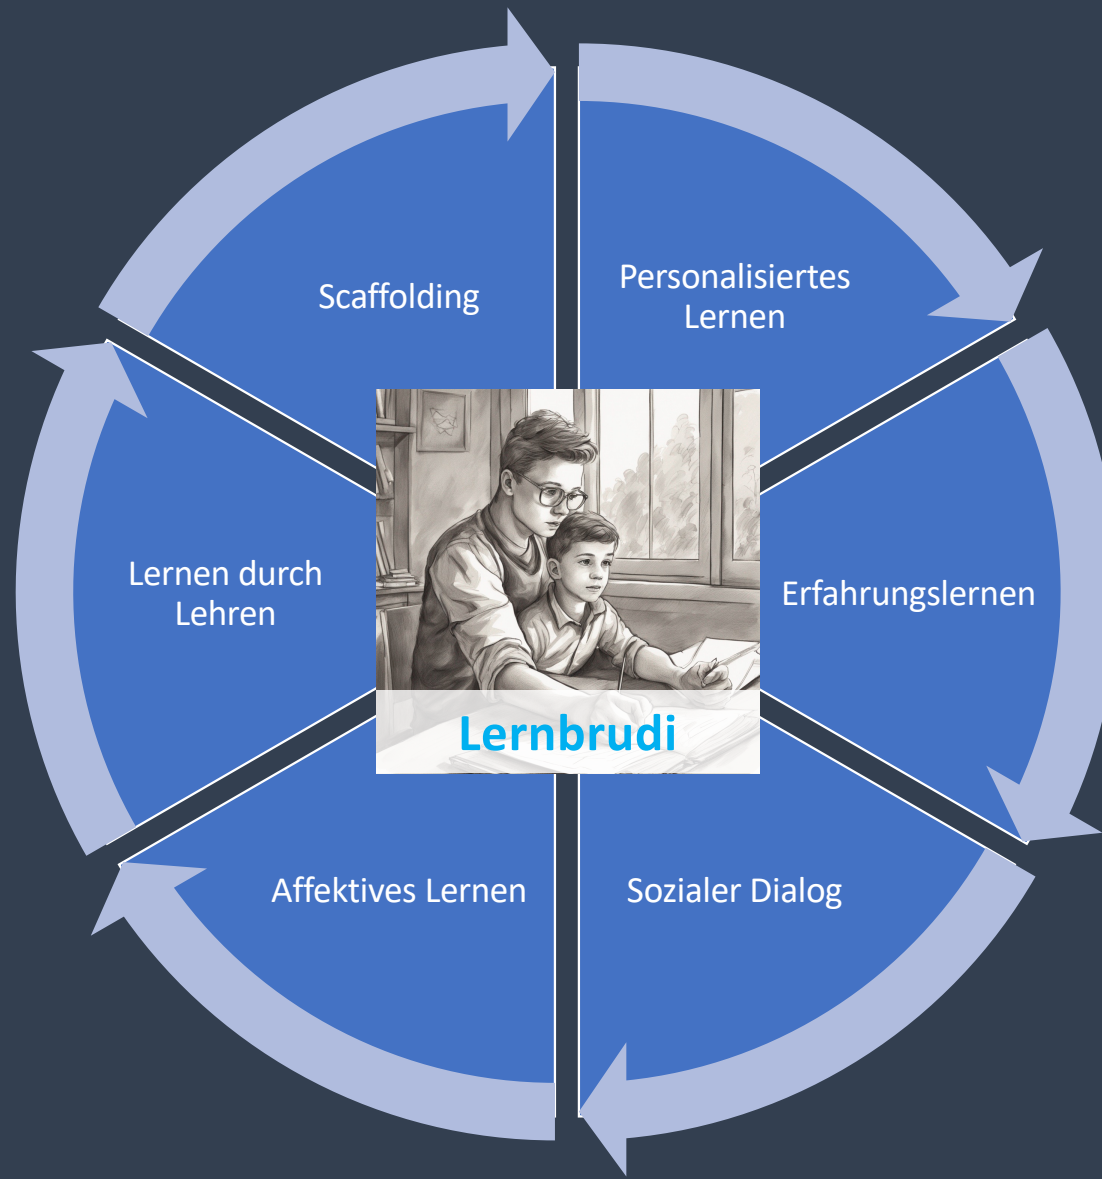 Scaffolding
Personalisiertes
Lernen
Lernen durch
Lehren
Erfahrungslernen
Lernbrudi
Affektives Lernen
Sozialer Dialog